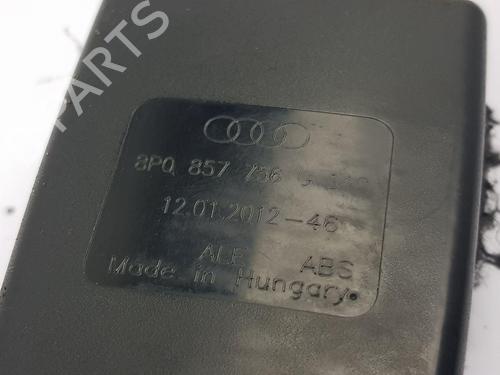 PARTS
8P0 857 756
12.01.2012-46
ALF ABS
Made in Hungary